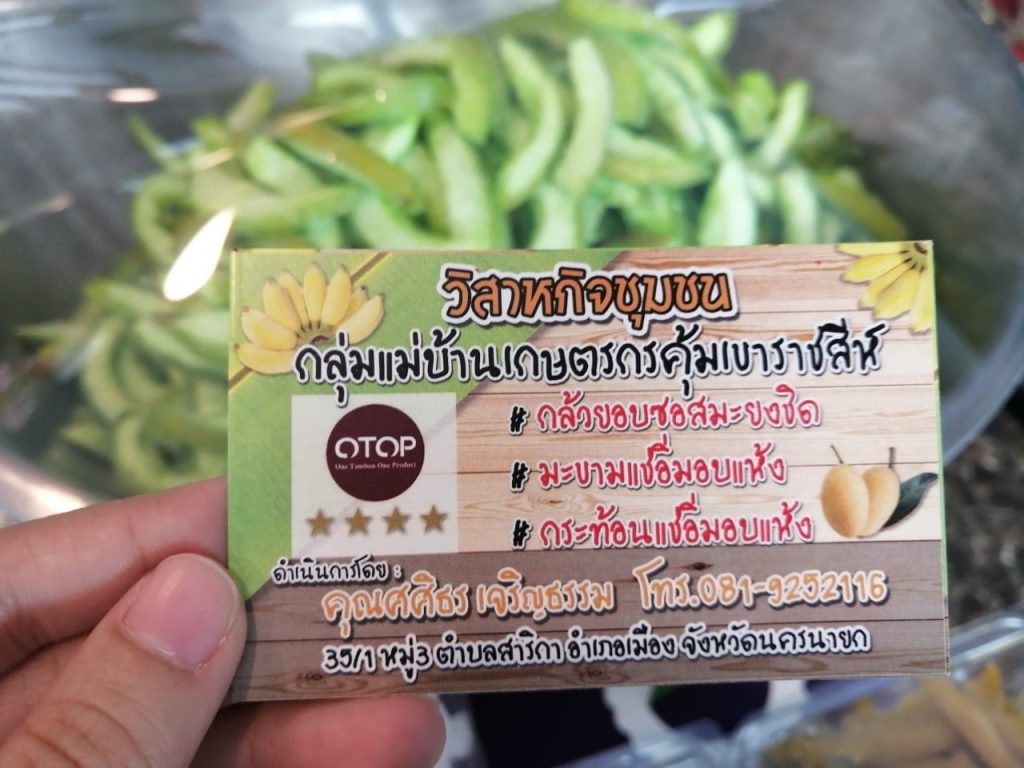 วิสาหกิจชุมชน
กลุ่มแม่บ้านเกษตรกรคุ้มเขาราชสีห์
# กล้วยอบซอสมะยงชิด
OTOP
One Tambon One Product
# มะขามแช่อิ่มอบแห้ง
# กระท้อนแช่อิ่มอบแห้ง
ดำเนินการโดย :
คุณศศิธร เจริญธรรม โทร.081-9252116
35/1 หมู่3 ตำบลสาริกา อำเภอเมือง จังหวัดนครนายก